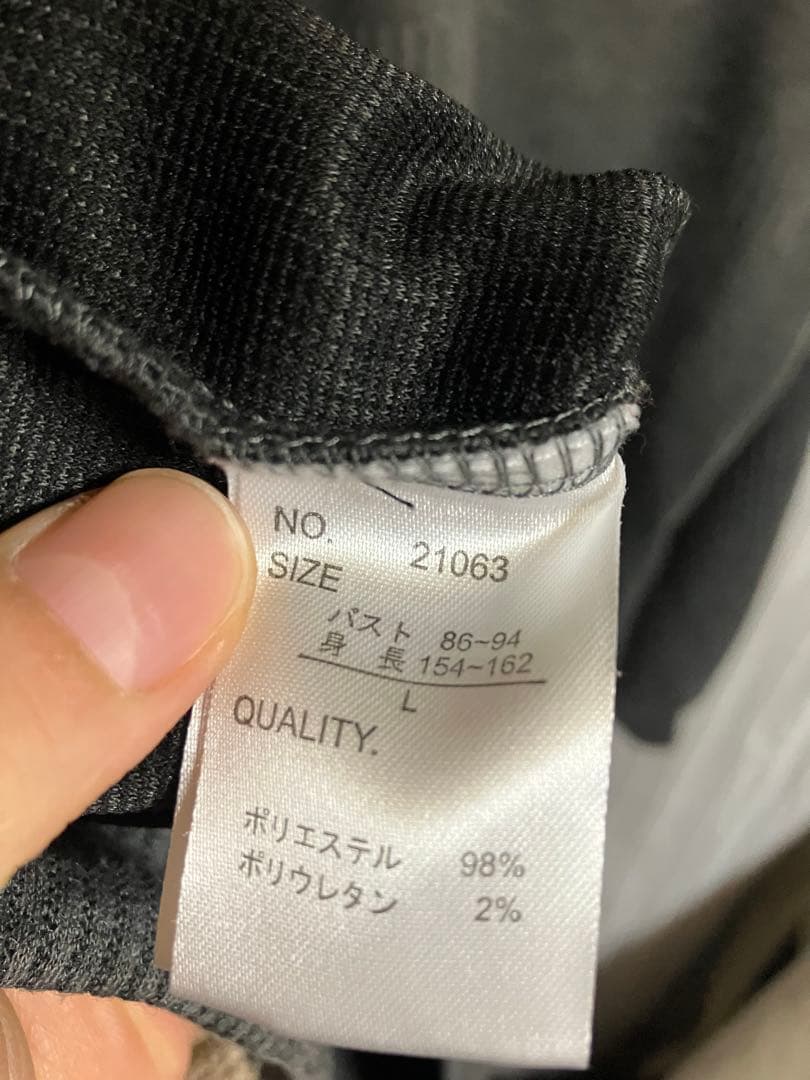 NO. 21063
SIZE
バスト 86~94
身 長 154~162
L
QUALITY.
ポリエステル 98%
ポリウレタン 2%